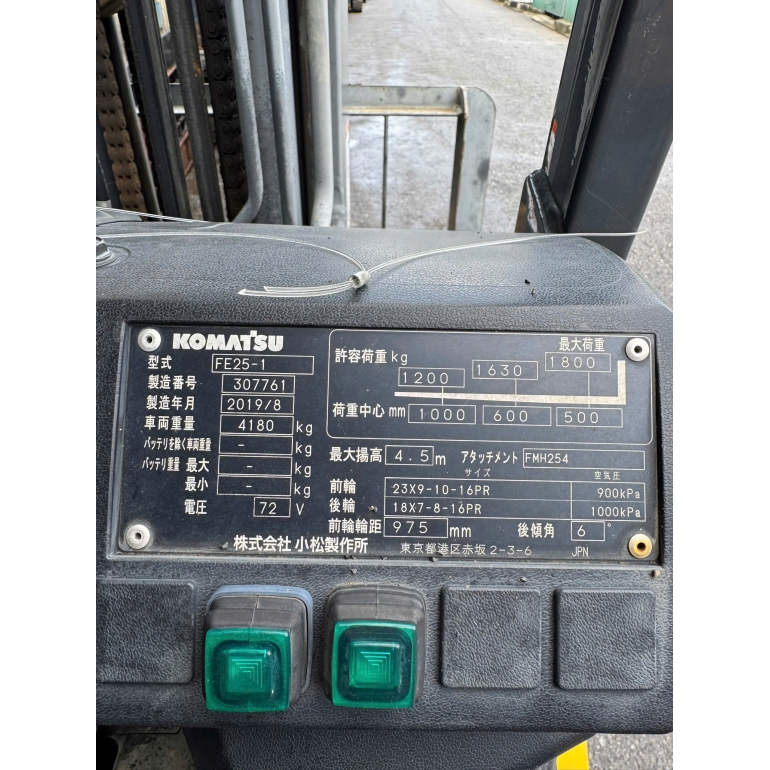 KOMATSU
型式 FE25-1
製造番号 307761
製造年月 2019/8
車両重量 4180 kg
バッテリを除く車両重量 - kg
バッテリ重量 最大 - kg
最小 - kg
電圧 72 V
許容荷重 kg 最大荷重
1200 1630 1800
荷重中心 mm 1000 600 500
最大揚高 4.5 m アタッチメント FMH254
サイズ 空気圧
前輪 23X9-10-16PR 900kPa
後輪 18X7-8-16PR 1000kPa
前輪輪距 975 mm 後傾角 6°
株式会社 小松製作所 東京都港区赤坂2-3-6 JPN